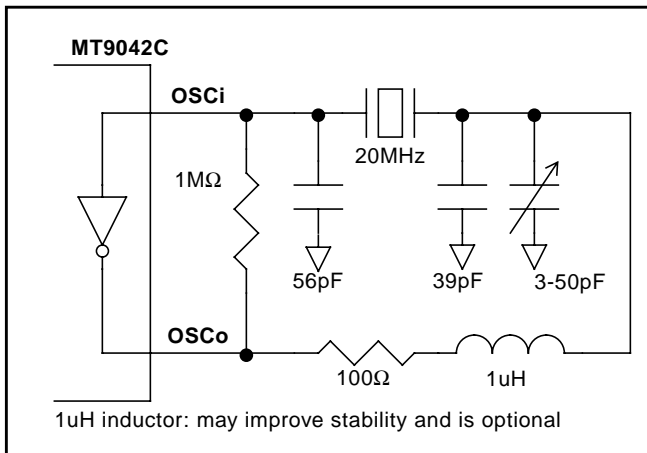 MT9042C
OSCi
20MHz
1MΩ
56pF
39pF
3-50pF
OSCo
100Ω
1uH
1uH inductor: may improve stability and is optional